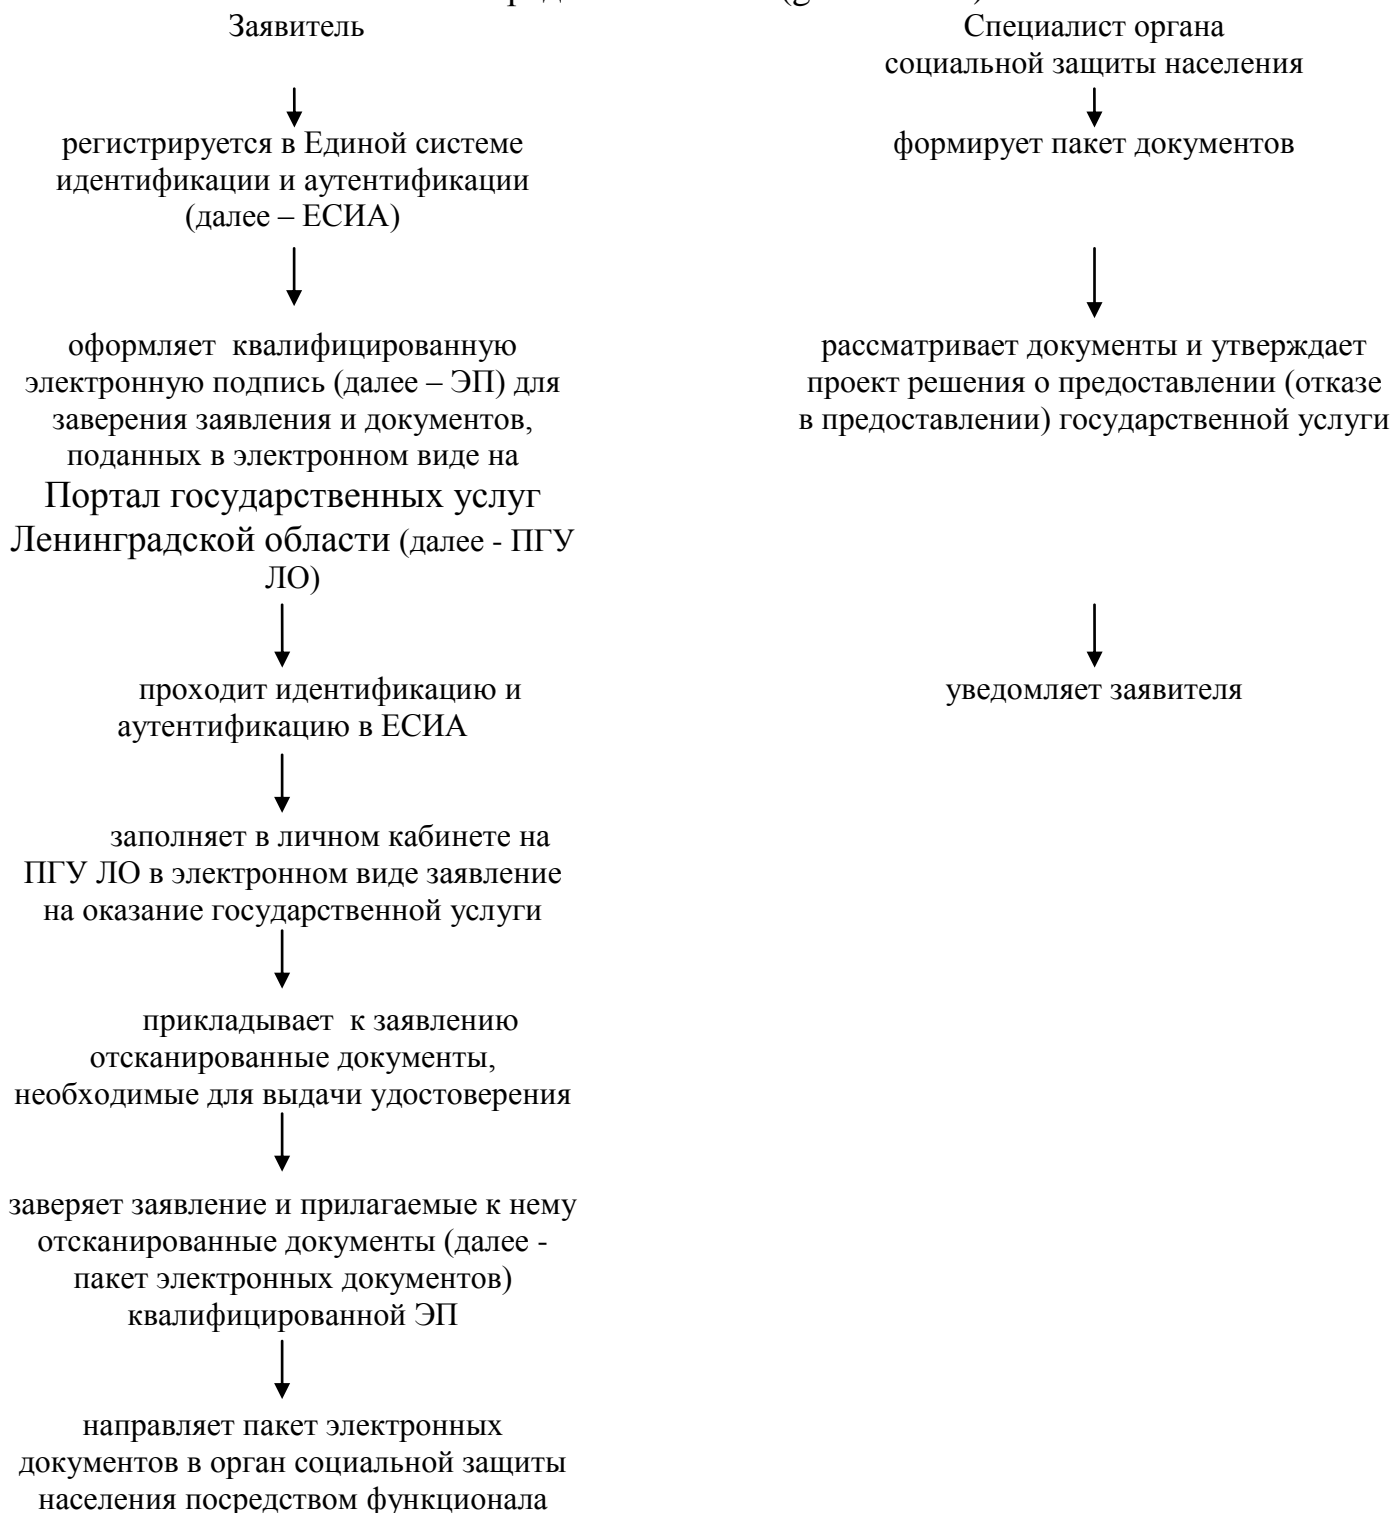 Заявитель
регистрируется в Единой системе
идентификации и аутентификации
(далее – ЕСИА)
оформляет квалифицированную
электронную подпись (далее – ЭП) для
заверения заявления и документов,
поданных в электронном виде на
Портал государственных услуг
Ленинградской области (далее - ПГУ
ЛО)
проходит идентификацию и
аутентификацию в ЕСИА
заполняет в личном кабинете на
ПГУ ЛО в электронном виде заявление
на оказание государственной услуги
прикладывает к заявлению
отсканированные документы,
необходимые для выдачи удостоверения
заверяет заявление и прилагаемые к нему
отсканированные документы (далее -
пакет электронных документов)
квалифицированной ЭП
направляет пакет электронных
документов в орган социальной защиты
населения посредством функционала
Специалист органа
социальной защиты населения
формирует пакет документов
рассматривает документы и утверждает
проект решения о предоставлении (отказе
в предоставлении) государственной услуги
уведомляет заявителя